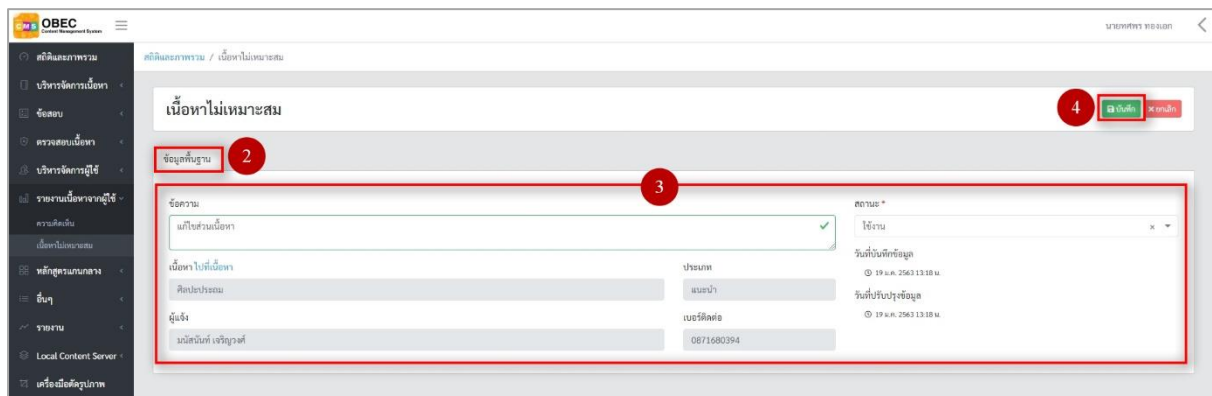 CMS OBEC
Content Management System
นายทศพร ทองเอก
สถิติและภาพรวม
สถิติและภาพรวม / เนื้อหาไม่เหมาะสม
บริหารจัดการเนื้อหา
ข้อสอบ
ตรวจสอบเนื้อหา
บริหารจัดการผู้ใช้
รายงานเนื้อหาจากผู้ใช้
ความคิดเห็น
เนื้อหาไม่เหมาะสม
หลักสูตรแกนกลาง
อื่นๆ
รายงาน
Local Content Server
เครื่องมือตัดรูปภาพ
เนื้อหาไม่เหมาะสม
4
บันทึก
ยกเลิก
ข้อมูลพื้นฐาน
2
3
ข้อความ
แก้ไขส่วนเนื้อหา
เนื้อหา ไปที่เนื้อหา
ศิลปะประถม
ประเภท
แนะนำ
ผู้แจ้ง
มนัสนันท์ เจริญวงศ์
เบอร์ติดต่อ
0871680394
สถานะ *
ใช้งาน
วันที่บันทึกข้อมูล
19 ม.ค. 2563 13:18 น.
วันที่ปรับปรุงข้อมูล
19 ม.ค. 2563 13:18 น.